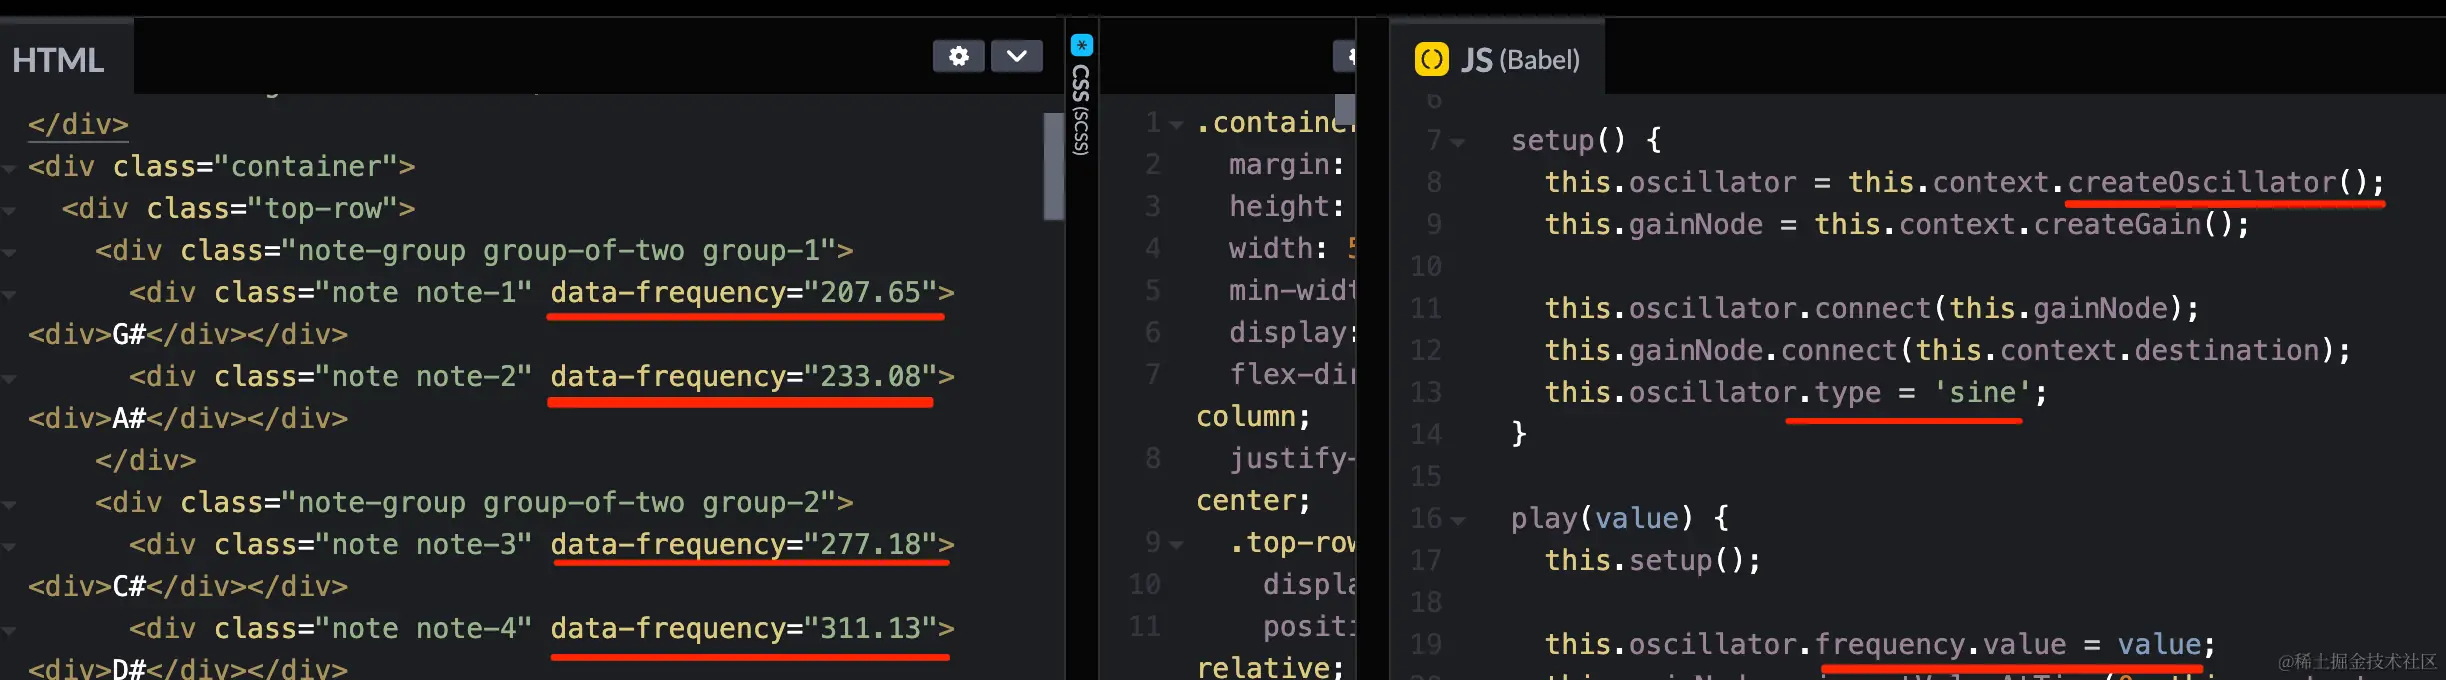 HTML
</div>
<div class="container">
<div class="top-row">
<div class="note-group group-of-two group-1">
<div class="note note-1" data-frequency="207.65">
<div>G#</div></div>
<div class="note note-2" data-frequency="233.08">
<div>A#</div></div>
</div>
<div class="note-group group-of-two group-2">
<div class="note note-3" data-frequency="277.18">
<div>C#</div></div>
<div class="note note-4" data-frequency="311.13">
<div>D#</div></div>
* CSS (SCSS)
1 .container
2 margin:
3 height:
4 width: 5
5 min-widt
6 display:
7 flex-dir
column;
8 justify-
center;
9 .top-row
10 displa
11 positi
relative;
JS (Babel)
6
7 setup() {
8 this.oscillator = this.context.createOscillator();
9 this.gainNode = this.context.createGain();
10
11 this.oscillator.connect(this.gainNode);
12 this.gainNode.connect(this.context.destination);
13 this.oscillator.type = 'sine';
14 }
15
16 play(value) {
17 this.setup();
18
19 this.oscillator.frequency.value = value;
@稀土掘金技术社区